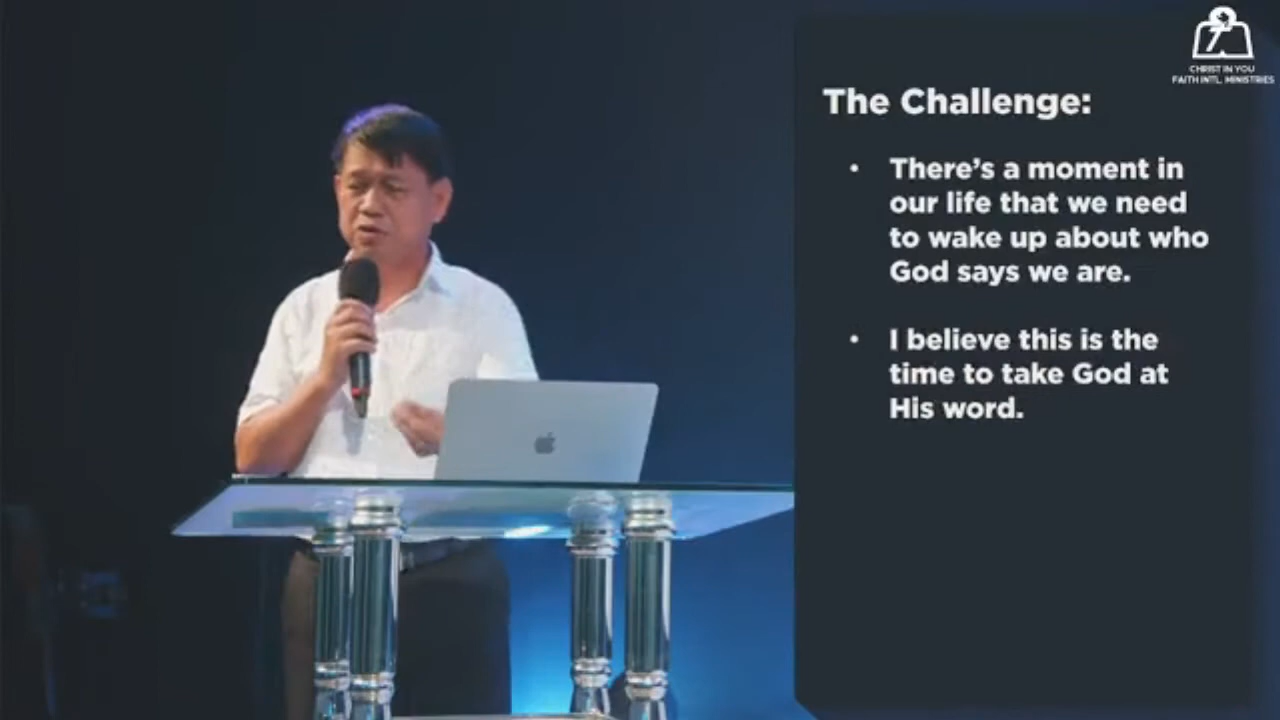 CHRIST IN YOU
FAITH INTL. MINISTRIES
The Challenge:
• There's a moment in
our life that we need
to wake up about who
God says we are.
• I believe this is the
time to take God at
His word.